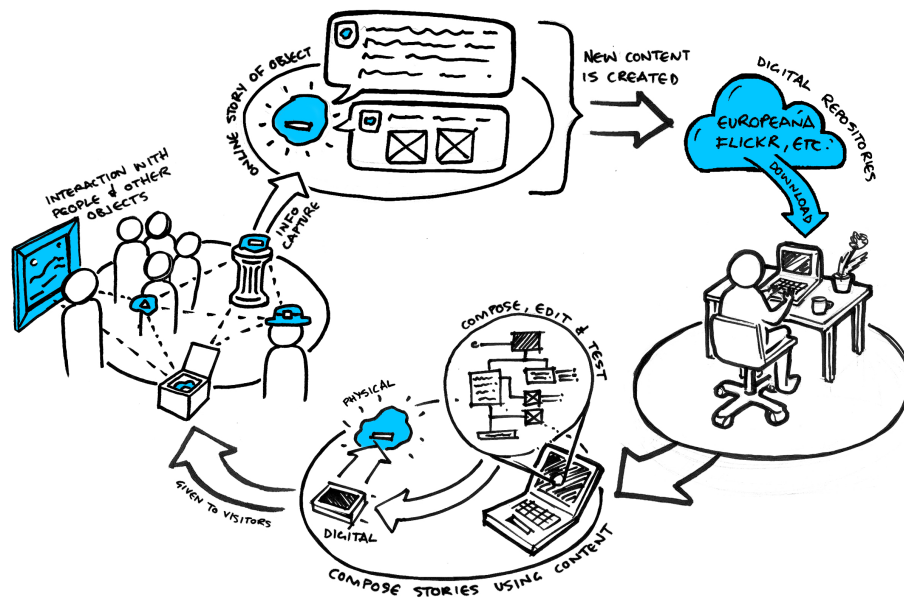 ONLINE STORY OF OBJECT
NEW CONTENT
IS CREATED
DIGITAL REPOSITORIES
EUROPEANA
FLICKR, ETC.
DOWNLOAD
INTERACTION WITH
PEOPLE & OTHER
OBJECTS
INFO
CAPTURE
COMPOSE, EDIT & TEST
PHYSICAL
DIGITAL
GIVEN TO VISITORS
COMPOSE STORIES USING CONTENT